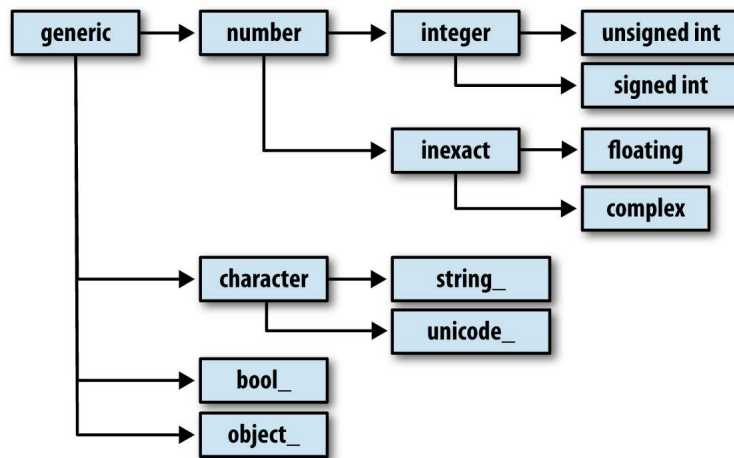 generic
number
integer
unsigned int
signed int
inexact
floating
complex
character
string_
unicode_
bool_
object_